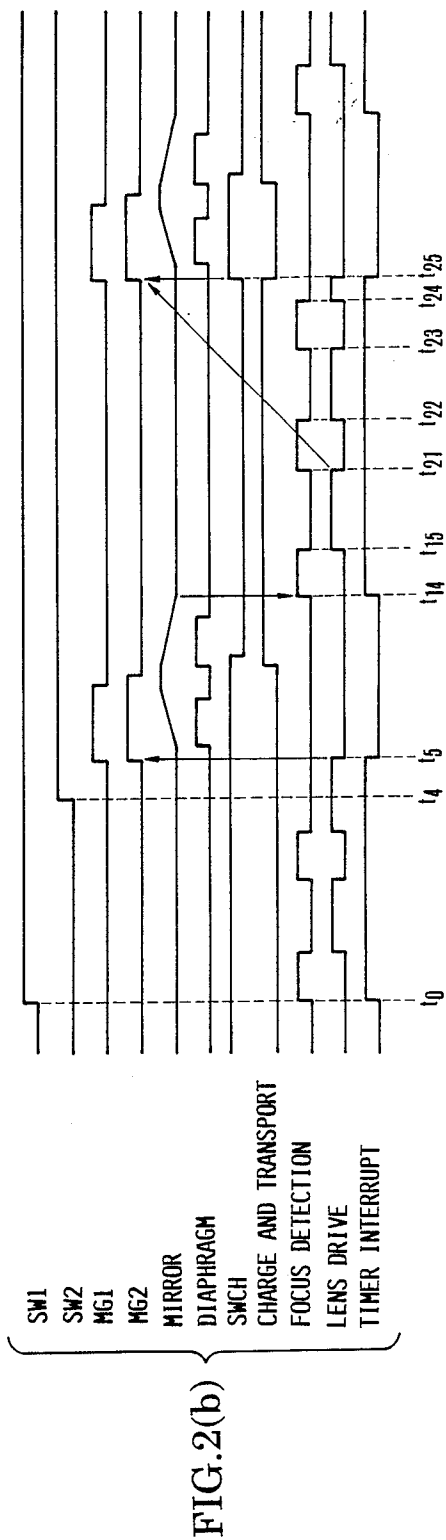 FIG.2(b)
SW1
SW2
MG1
MG2
MIRROR
DIAPHRAGM
SWCH
CHARGE AND TRANSPORT
FOCUS DETECTION
LENS DRIVE
TIMER INTERRUPT
t0 t4 t5 t14 t15 t21 t22 t23 t24 t25